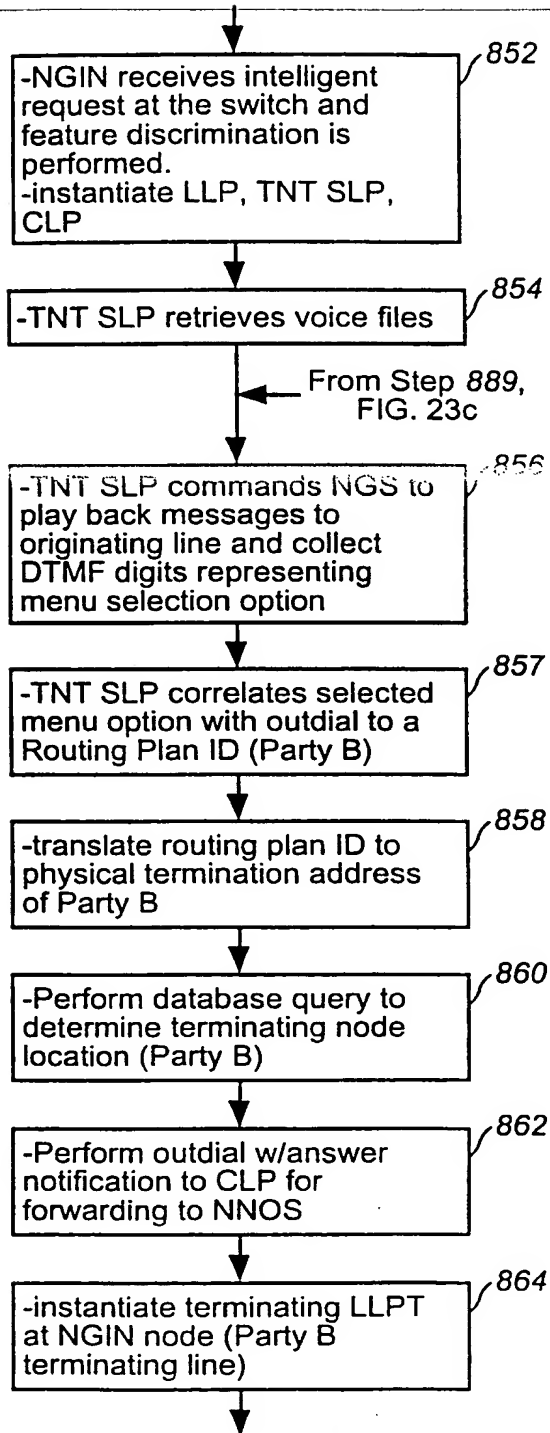 852
-NGIN receives intelligent
request at the switch and
feature discrimination is
performed.
-instantiate LLP, TNT SLP,
CLP
854
-TNT SLP retrieves voice files
From Step 889,
FIG. 23c
856
-TNT SLP commands NGS to
play back messages to
originating line and collect
DTMF digits representing
menu selection option
857
-TNT SLP correlates selected
menu option with outdial to a
Routing Plan ID (Party B)
858
-translate routing plan ID to
physical termination address
of Party B
860
-Perform database query to
determine terminating node
location (Party B)
862
-Perform outdial w/answer
notification to CLP for
forwarding to NNOS
864
-instantiate terminating LLPT
at NGIN node (Party B
terminating line)